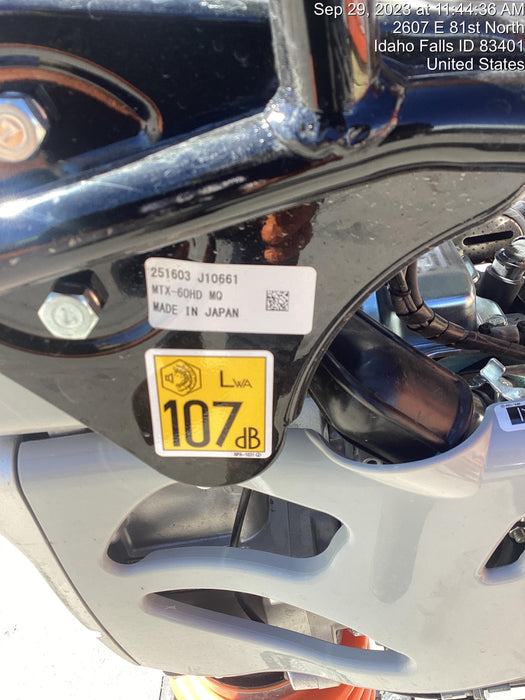 Sep 29, 2023 at 11:44:36 AM
2607 E 81st North
Idaho Falls ID 83401
United States
251603 J10661
MTX-60HD MQ
MADE IN JAPAN
LWA
107dB